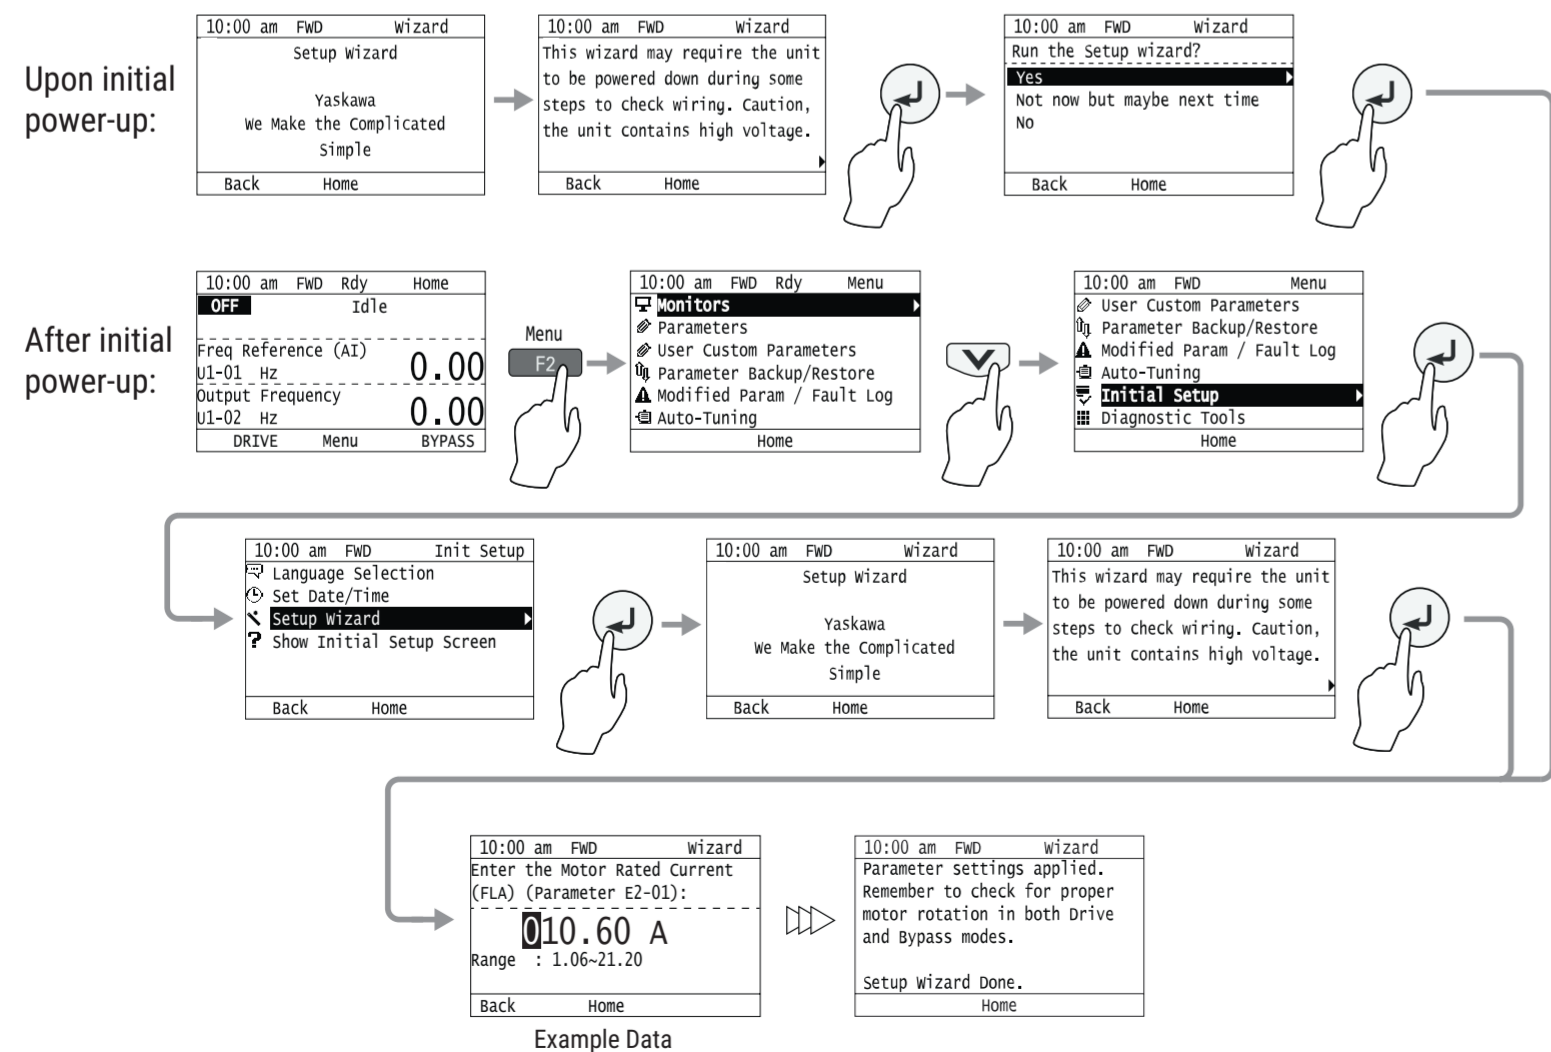 Upon initial
power-up:
10:00 am FWD Wizard
Setup Wizard
Yaskawa
We Make the Complicated
Simple
Back Home
10:00 am FWD Wizard
This wizard may require the unit
to be powered down during some
steps to check wiring. Caution,
the unit contains high voltage.
Back Home
10:00 am FWD Wizard
Run the Setup wizard?
Yes
Not now but maybe next time
No
Back Home
After initial
power-up:
10:00 am FWD Rdy Home
OFF Idle
Freq Reference (AI)
U1-01 Hz 0.00
Output Frequency
U1-02 Hz 0.00
DRIVE Menu BYPASS
Menu
F2
10:00 am FWD Rdy Menu
Monitors
Parameters
User Custom Parameters
Parameter Backup/Restore
Modified Param / Fault Log
Auto-Tuning
Home
10:00 am FWD Menu
User Custom Parameters
Parameter Backup/Restore
Modified Param / Fault Log
Auto-Tuning
Initial Setup
Diagnostic Tools
Home
10:00 am FWD Init Setup
Language Selection
Set Date/Time
Setup Wizard
Show Initial Setup Screen
Back Home
10:00 am FWD Wizard
Setup Wizard
Yaskawa
We Make the Complicated
Simple
Back Home
10:00 am FWD Wizard
This wizard may require the unit
to be powered down during some
steps to check wiring. Caution,
the unit contains high voltage.
Back Home
10:00 am FWD Wizard
Enter the Motor Rated Current
(FLA) (Parameter E2-01):
010.60 A
Range : 1.06~21.20
Back Home
Example Data
10:00 am FWD Wizard
Parameter settings applied.
Remember to check for proper
motor rotation in both Drive
and Bypass modes.
Setup Wizard Done.
Home